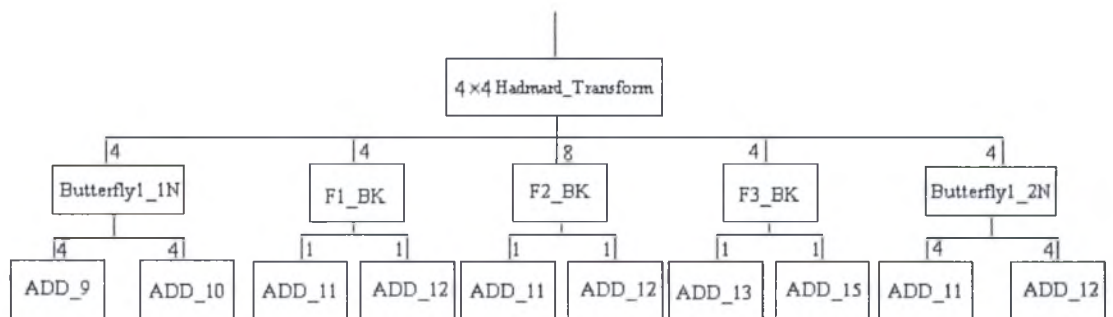 4×4 Hadmard_Transform
4 4 8 4 4
Butterfly1_1N F1_BK F2_BK F3_BK Butterfly1_2N
4 4 1 1 1 1 1 1 4 4
ADD_9 ADD_10 ADD_11 ADD_12 ADD_11 ADD_12 ADD_13 ADD_15 ADD_11 ADD_12